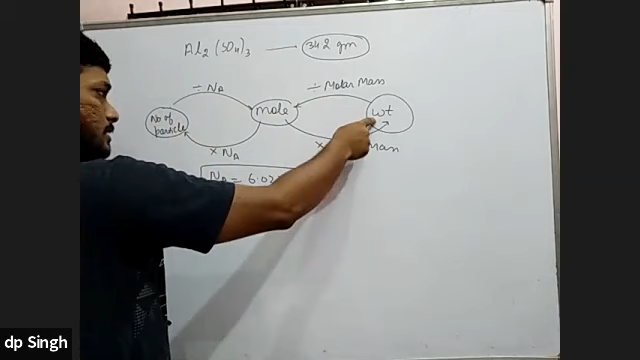 Al2(SO4)3 → 342 gm
÷ NA ÷ Molar Mass
No of particle mole wt
× NA × Man
NA = 6.02
dp Singh